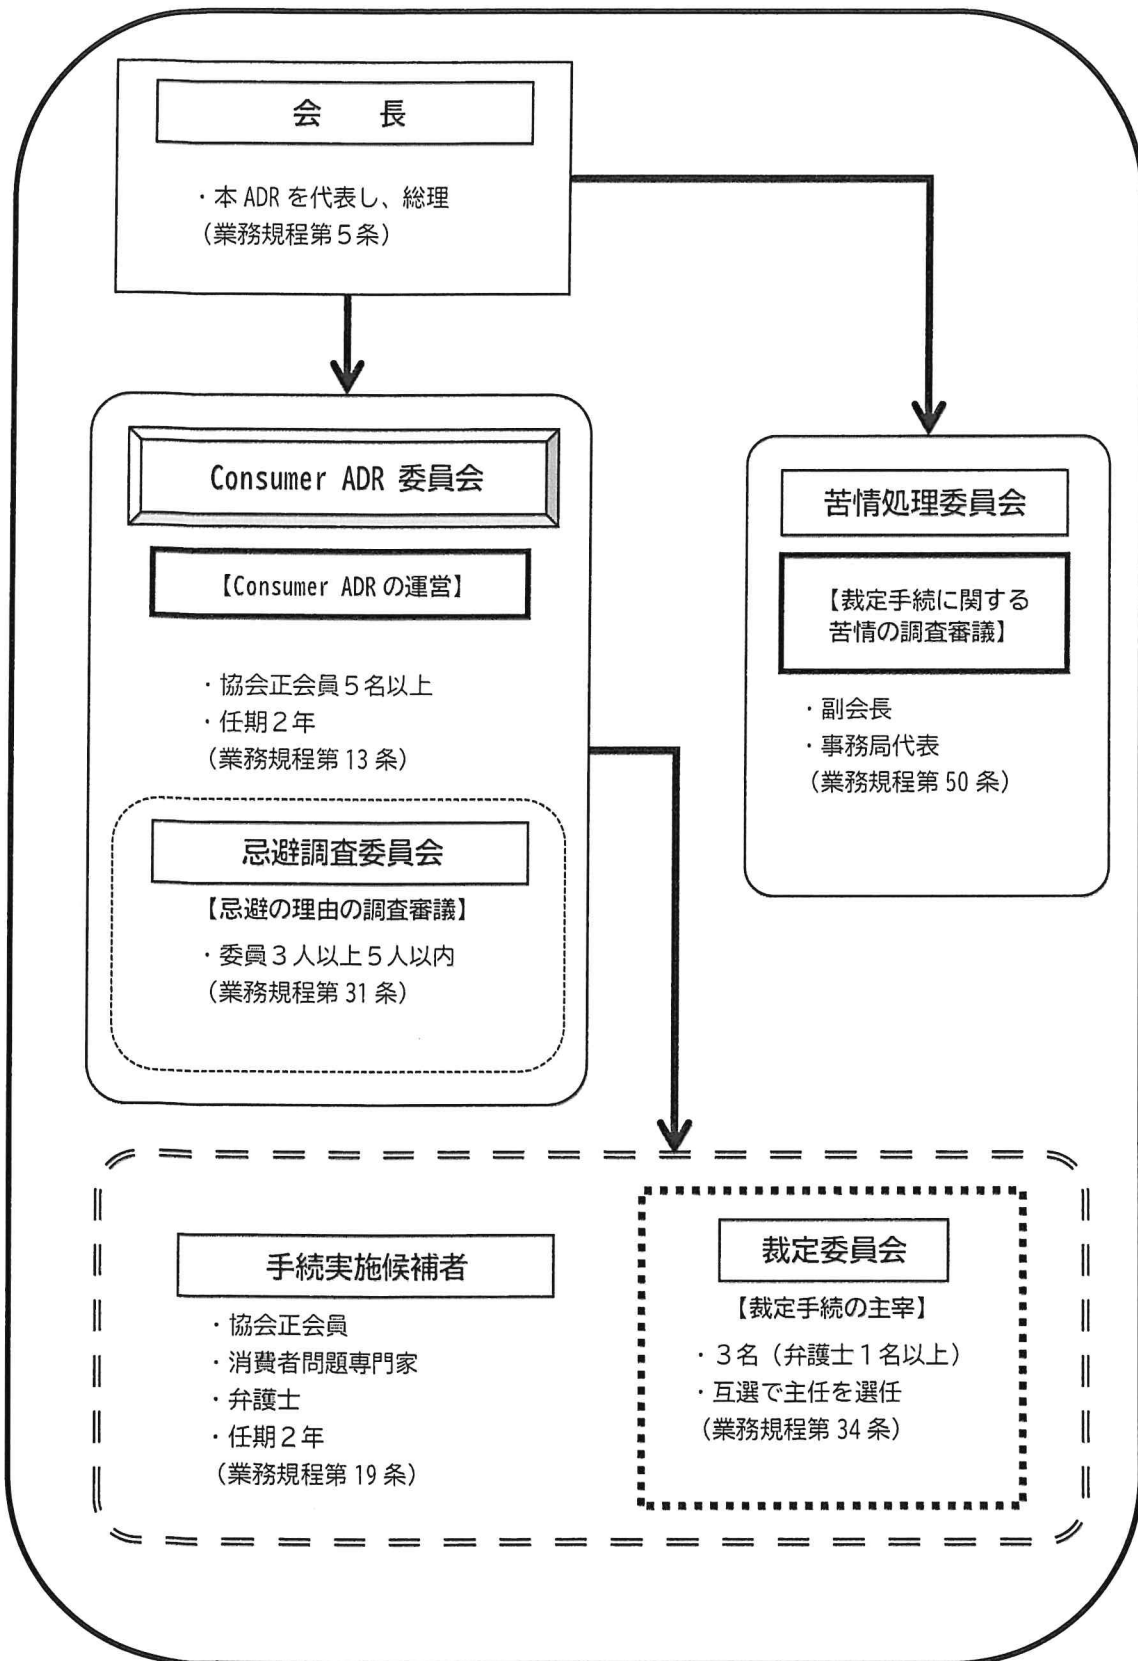 会 長
・本 ADR を代表し、総理
（業務規程第５条）
Consumer ADR 委員会
【Consumer ADR の運営】
・協会正会員５名以上
・任期２年
（業務規程第 13 条）
忌避調査委員会
【忌避の理由の調査審議】
・委員３人以上５人以内
（業務規程第 31 条）
苦情処理委員会
【裁定手続に関する
苦情の調査審議】
・副会長
・事務局代表
（業務規程第 50 条）
手続実施候補者
・協会正会員
・消費者問題専門家
・弁護士
・任期２年
（業務規程第 19 条）
裁定委員会
【裁定手続の主宰】
・３名（弁護士１名以上）
・互選で主任を選任
（業務規程第 34 条）